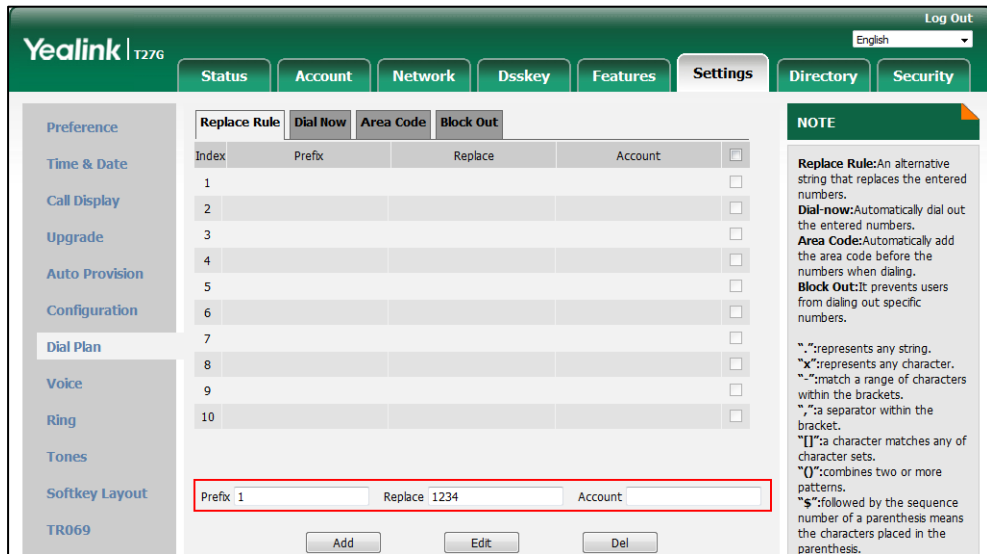 Log Out
Yealink | T27G
English
Status Account Network Dsskey Features Settings Directory Security
Preference
Time & Date
Call Display
Upgrade
Auto Provision
Configuration
Dial Plan
Voice
Ring
Tones
Softkey Layout
TR069
Replace Rule Dial Now Area Code Block Out
Index Prefix Replace Account
1
2
3
4
5
6
7
8
9
10
Prefix 1 Replace 1234 Account
Add Edit Del
NOTE
Replace Rule:An alternative
string that replaces the entered
numbers.
Dial-now:Automatically dial out
the entered numbers.
Area Code:Automatically add
the area code before the
numbers when dialing.
Block Out:It prevents users
from dialing out specific
numbers.
".":represents any string.
"x":represents any character.
"-":match a range of characters
within the brackets.
",":a separator within the
bracket.
"[]":a character matches any of
character sets.
"()":combines two or more
patterns.
"$":followed by the sequence
number of a parenthesis means
the characters placed in the
parenthesis.